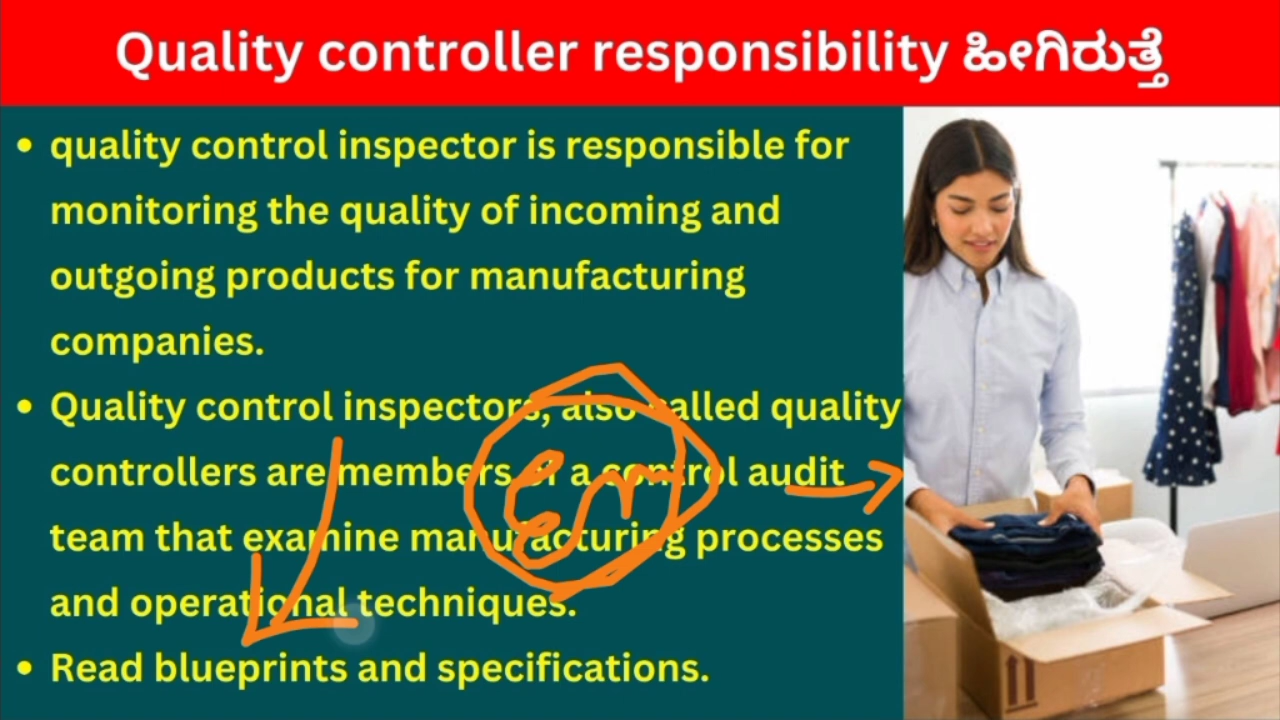 Quality controller responsibility ಹೀಗಿರುತ್ತೆ
• quality control inspector is responsible for
monitoring the quality of incoming and
outgoing products for manufacturing
companies.
• Quality control inspectors, also called quality
controllers are members of a control audit
team that examine manufacturing processes
and operational techniques.
• Read blueprints and specifications.